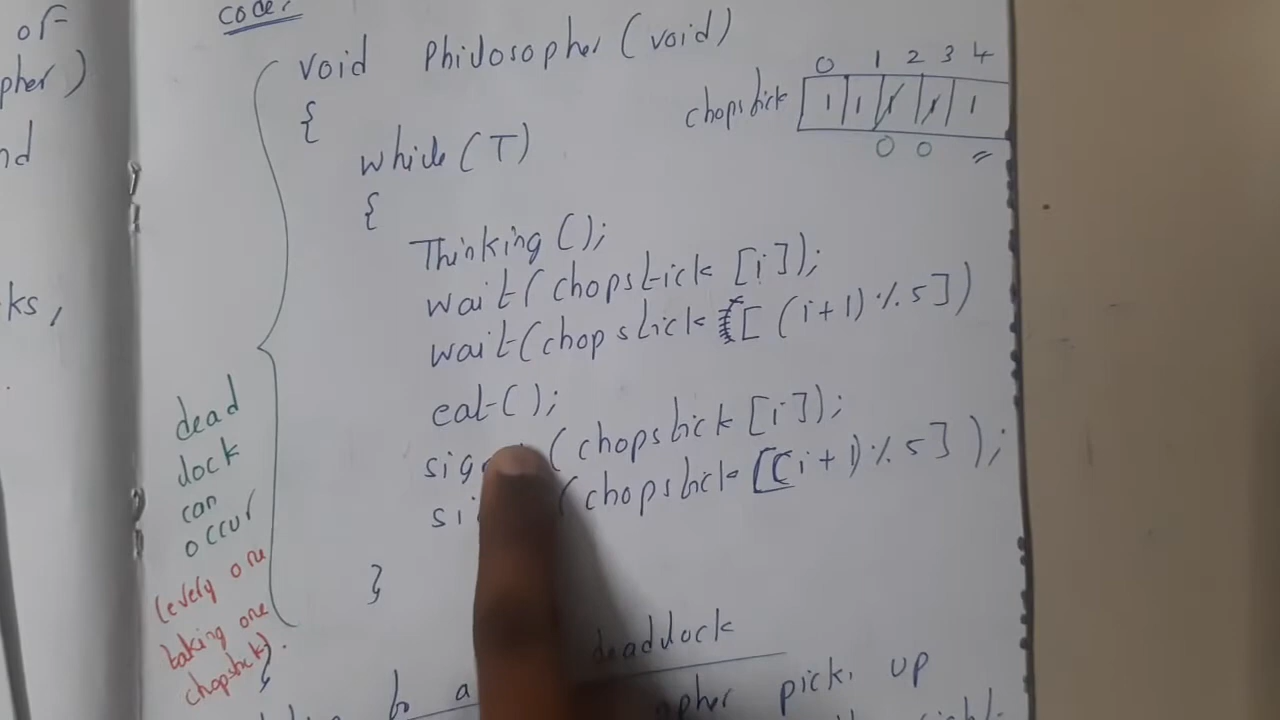 of
pher)
nd
ks,
code:
void Philosopher (void)
{
while (T)
{
Thinking ();
wait (chopstick [i]);
wait (chopstick [(i+1) % 5])
eat ();
(chopstick [i]);
(chopstick [(i+1) % 5]);
}
}
chopstick
0 1 2 3 4
1 1 1 1 1
0 0
dead
lock
can
occur
(every one
taking one
chopstick).
a deadlock
pick up